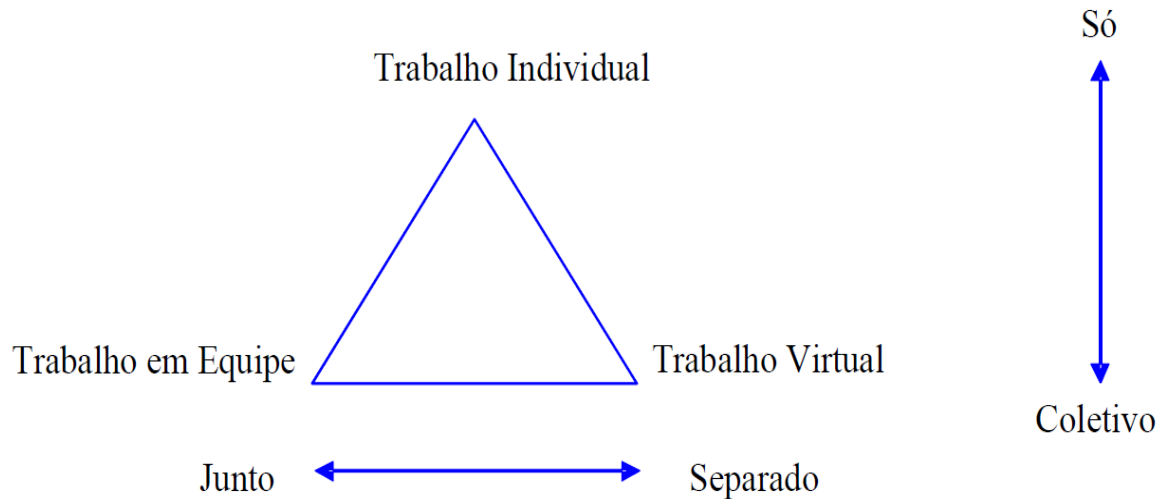 Só
Trabalho Individual
Trabalho em Equipe
Trabalho Virtual
Coletivo
Junto
Separado